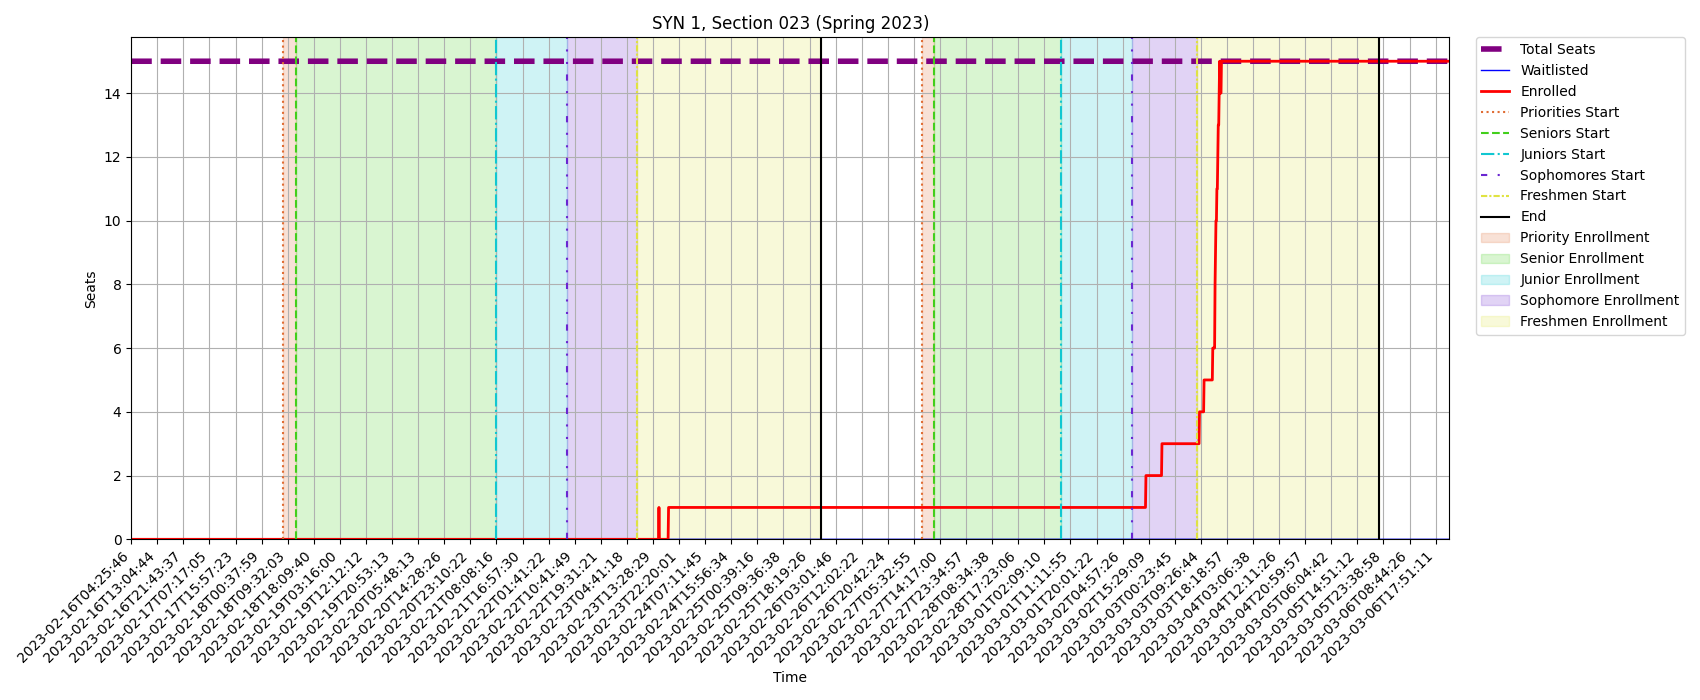 SYN 1, Section 023 (Spring 2023)
Total Seats
Waitlisted
Enrolled
Priorities Start
Seniors Start
Juniors Start
Sophomores Start
Freshmen Start
End
Priority Enrollment
Senior Enrollment
Junior Enrollment
Sophomore Enrollment
Freshmen Enrollment
Seats
14
12
10
8
6
4
2
0
2023-02-16T04:25:46
2023-02-16T13:04:44
2023-02-16T21:43:37
2023-02-17T07:17:05
2023-02-17T15:57:23
2023-02-18T00:37:59
2023-02-18T09:32:03
2023-02-18T18:09:40
2023-02-19T03:16:00
2023-02-19T12:12:12
2023-02-19T20:53:13
2023-02-20T05:48:13
2023-02-20T14:28:26
2023-02-20T23:10:22
2023-02-21T08:08:16
2023-02-21T16:57:30
2023-02-22T01:41:22
2023-02-22T10:41:49
2023-02-22T19:31:21
2023-02-23T04:41:18
2023-02-23T13:28:29
2023-02-23T22:20:01
2023-02-24T07:11:45
2023-02-24T15:56:34
2023-02-25T00:39:16
2023-02-25T09:36:38
2023-02-25T18:19:26
2023-02-26T03:01:46
2023-02-26T12:02:22
2023-02-26T20:42:24
2023-02-27T05:32:55
2023-02-27T14:17:00
2023-02-27T23:34:57
2023-02-28T08:34:38
2023-02-28T17:23:06
2023-03-01T02:09:10
2023-03-01T11:11:55
2023-03-01T20:01:22
2023-03-02T04:57:26
2023-03-02T15:29:09
2023-03-03T00:23:45
2023-03-03T09:26:44
2023-03-03T18:18:57
2023-03-04T03:06:38
2023-03-04T12:11:26
2023-03-04T20:59:57
2023-03-05T06:04:42
2023-03-05T14:51:12
2023-03-05T23:38:58
2023-03-06T08:44:26
2023-03-06T17:51:11
Time